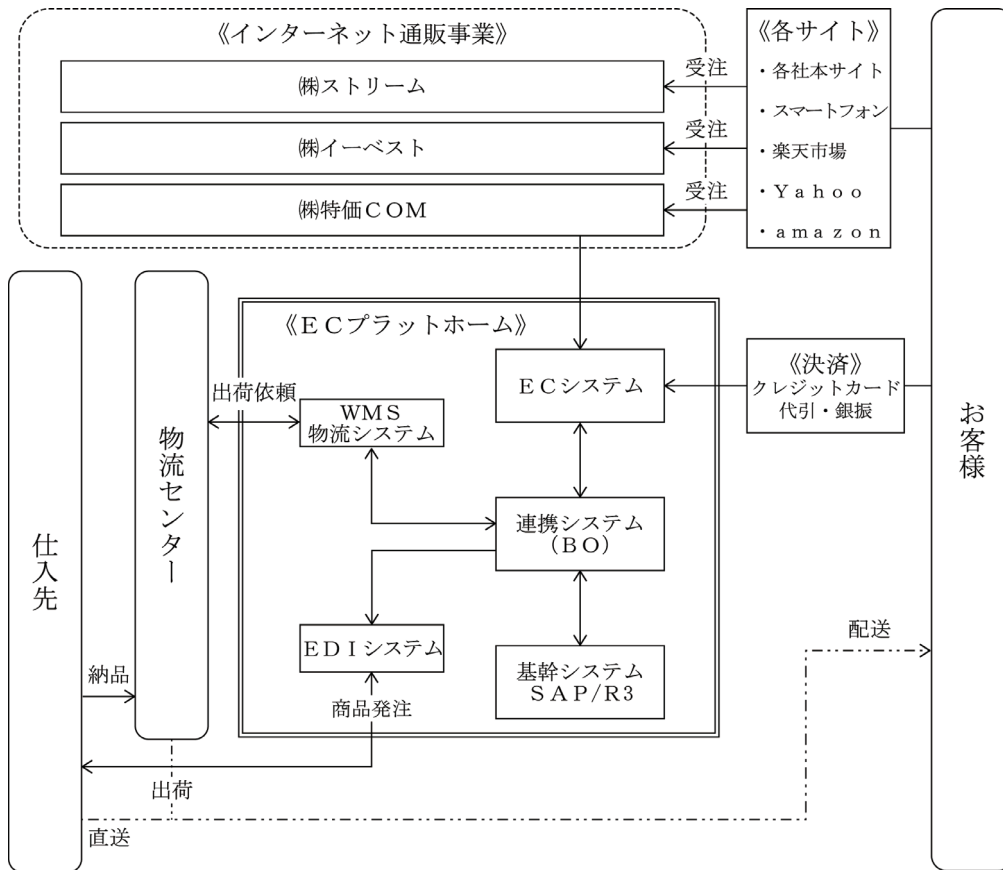 《インターネット通販事業》
㈱ストリーム
㈱イーベスト
㈱特価ＣＯＭ
受注
受注
受注
《各サイト》
・各社本サイト
・スマートフォン
・楽天市場
・Ｙａｈｏｏ
・ａｍａｚｏｎ
《ＥＣプラットホーム》
ＥＣシステム
《決済》
クレジットカード
代引・銀振
出荷依頼
WMS
物流システム
連携システム
（ＢＯ）
ＥＤＩシステム
基幹システム
ＳＡＰ/Ｒ3
商品発注
仕入先
物流センター
お客様
納品
出荷
直送
配送